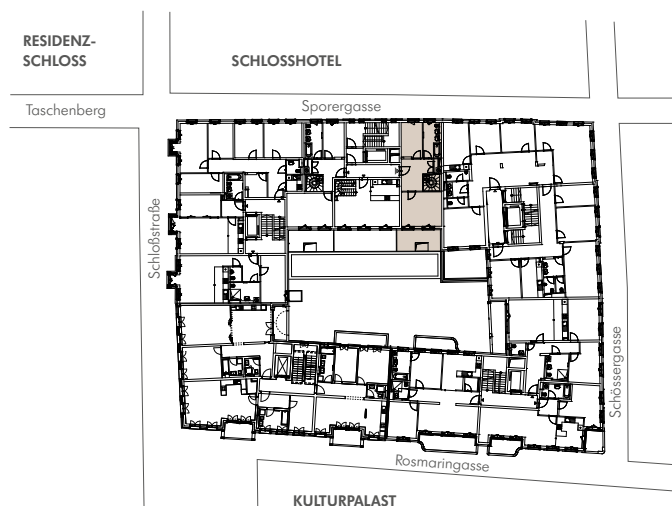 RESIDENZ-
SCHLOSS
SCHLOSSHOTEL
Taschenberg
Sporergasse
Schloßstraße
Schössergasse
Rosmaringasse
KULTURPALAST